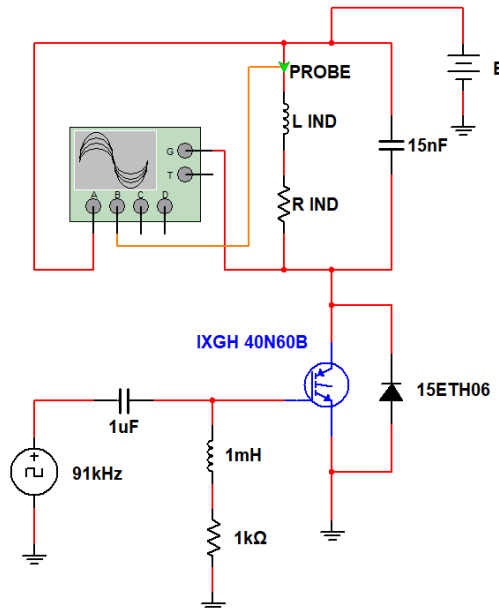 E
PROBE
L IND
15nF
G
T
A B C D
R IND
IXGH 40N60B
15ETH06
1uF
1mH
91kHz
1kΩ